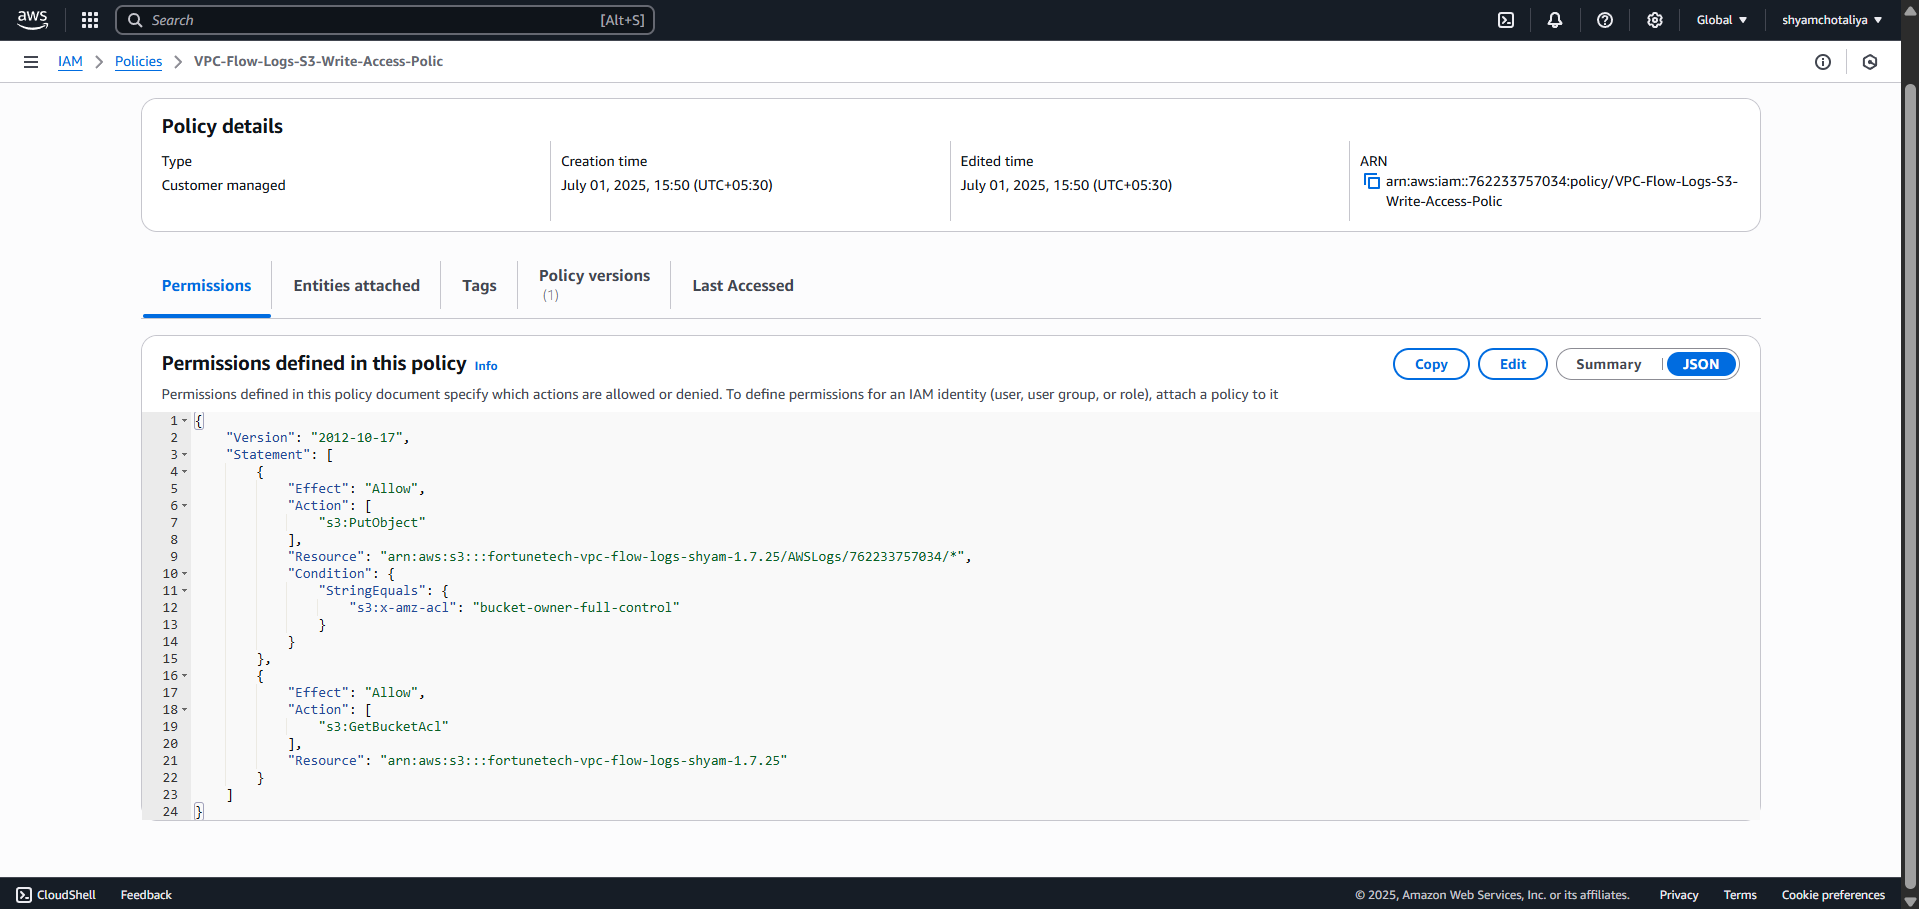 aws
Search [Alt+S]
Global
shyamchotaliya
IAM
Policies
VPC-Flow-Logs-S3-Write-Access-Polic
Policy details
Type
Customer managed
Creation time
July 01, 2025, 15:50 (UTC+05:30)
Edited time
July 01, 2025, 15:50 (UTC+05:30)
ARN
arn:aws:iam::762233757034:policy/VPC-Flow-Logs-S3-
Write-Access-Polic
Permissions
Entities attached
Tags
Policy versions
(1)
Last Accessed
Permissions defined in this policy Info
Copy
Edit
Summary
JSON
Permissions defined in this policy document specify which actions are allowed or denied. To define permissions for an IAM identity (user, user group, or role), attach a policy to it
1 {
2 "Version": "2012-10-17",
3 "Statement": [
4 {
5 "Effect": "Allow",
6 "Action": [
7 "s3:PutObject"
8 ],
9 "Resource": "arn:aws:s3:::fortunetech-vpc-flow-logs-shyam-1.7.25/AWSLogs/762233757034/*",
10 "Condition": {
11 "StringEquals": {
12 "s3:x-amz-acl": "bucket-owner-full-control"
13 }
14 }
15 },
16 {
17 "Effect": "Allow",
18 "Action": [
19 "s3:GetBucketAcl"
20 ],
21 "Resource": "arn:aws:s3:::fortunetech-vpc-flow-logs-shyam-1.7.25"
22 }
23 ]
24 }
CloudShell
Feedback
© 2025, Amazon Web Services, Inc. or its affiliates.
Privacy
Terms
Cookie preferences